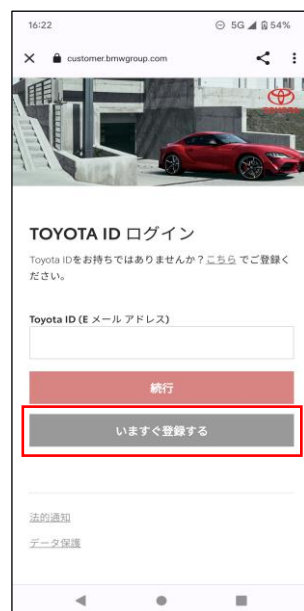 16:22
5G 54%
customer.bmwgroup.com
TOYOTA ID ログイン
Toyota IDをお持ちではありませんか？こちら でご登録く
ださい。
Toyota ID (E メール アドレス)
続行
いますぐ登録する
法的通知
データ保護